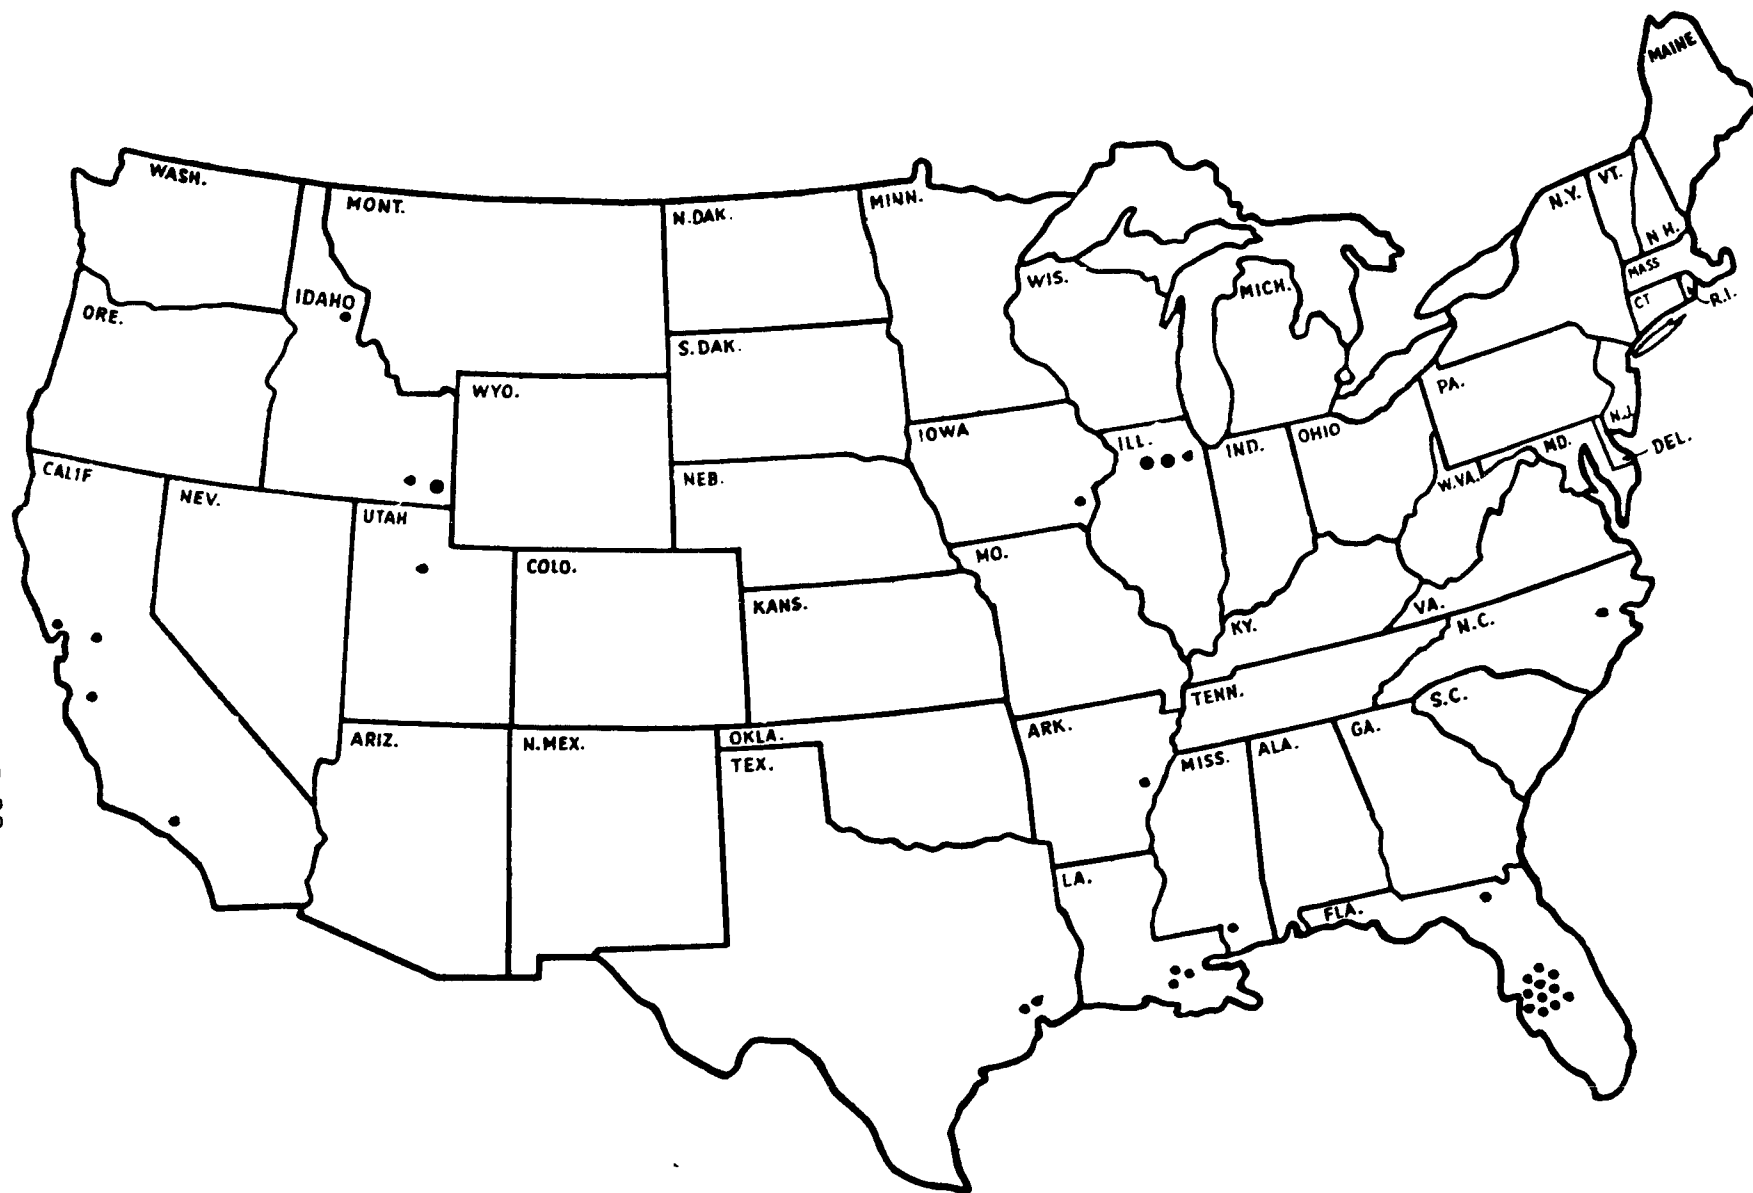 MAINE
WASH.
MONT.
N.DAK.
MINN.
N.Y.
VT.
N H.
MASS
CT
R.I.
IDAHO
ORE.
WIS.
MICH.
S.DAK.
WYO.
PA.
N.J.
IOWA
ILL.
IND.
OHIO
MD.
DEL.
CALIF
NEV.
UTAH
NEB.
W.VA.
COLO.
MO.
KANS.
KY.
VA.
N.C.
TENN.
S.C.
ARIZ.
N.MEX.
OKLA.
TEX.
ARK.
MISS.
ALA.
GA.
LA.
FLA.